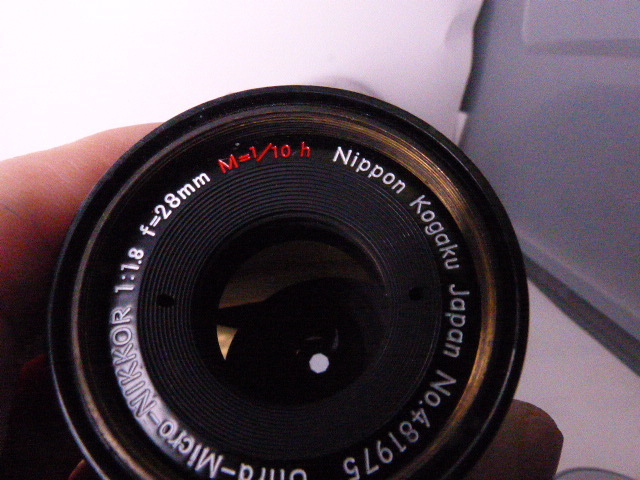 Ultra-Micro-NIKKOR 1:1.8 f=28mm M=1/10 h Nippon Kogaku Japan No.481975